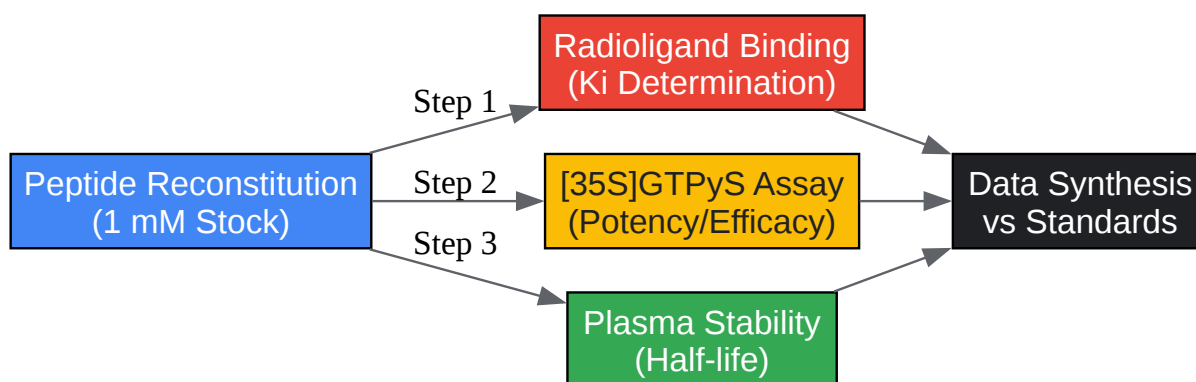 Radioligand Binding
(Ki Determination)
Step 1
Peptide Reconstitution
(1 mM Stock)
Step 2
[35S]GTPyS Assay
(Potency/Efficacy)
Data Synthesis
vs Standards
Step 3
Plasma Stability
(Half-life)